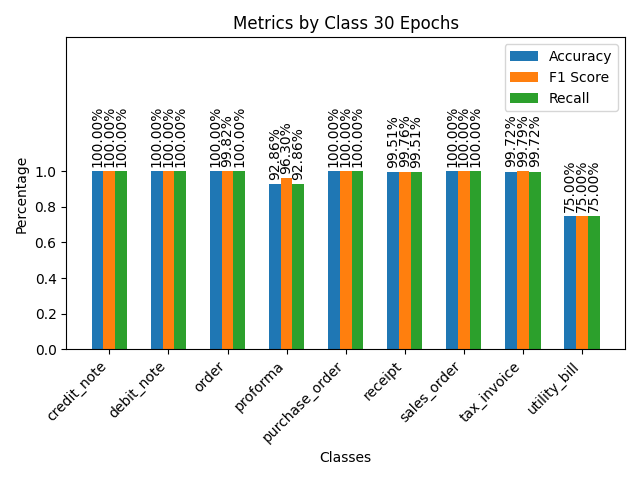 Metrics by Class 30 Epochs
Accuracy
F1 Score
Recall
100.00%
100.00%
100.00%
100.00%
100.00%
100.00%
100.00%
99.82%
100.00%
92.86%
96.30%
92.86%
100.00%
100.00%
100.00%
99.51%
99.76%
99.51%
100.00%
100.00%
100.00%
99.72%
99.79%
99.72%
75.00%
75.00%
75.00%
Percentage
1.0
0.8
0.6
0.4
0.2
0.0
credit_note
debit_note
order
proforma
purchase_order
receipt
sales_order
tax_invoice
utility_bill
Classes